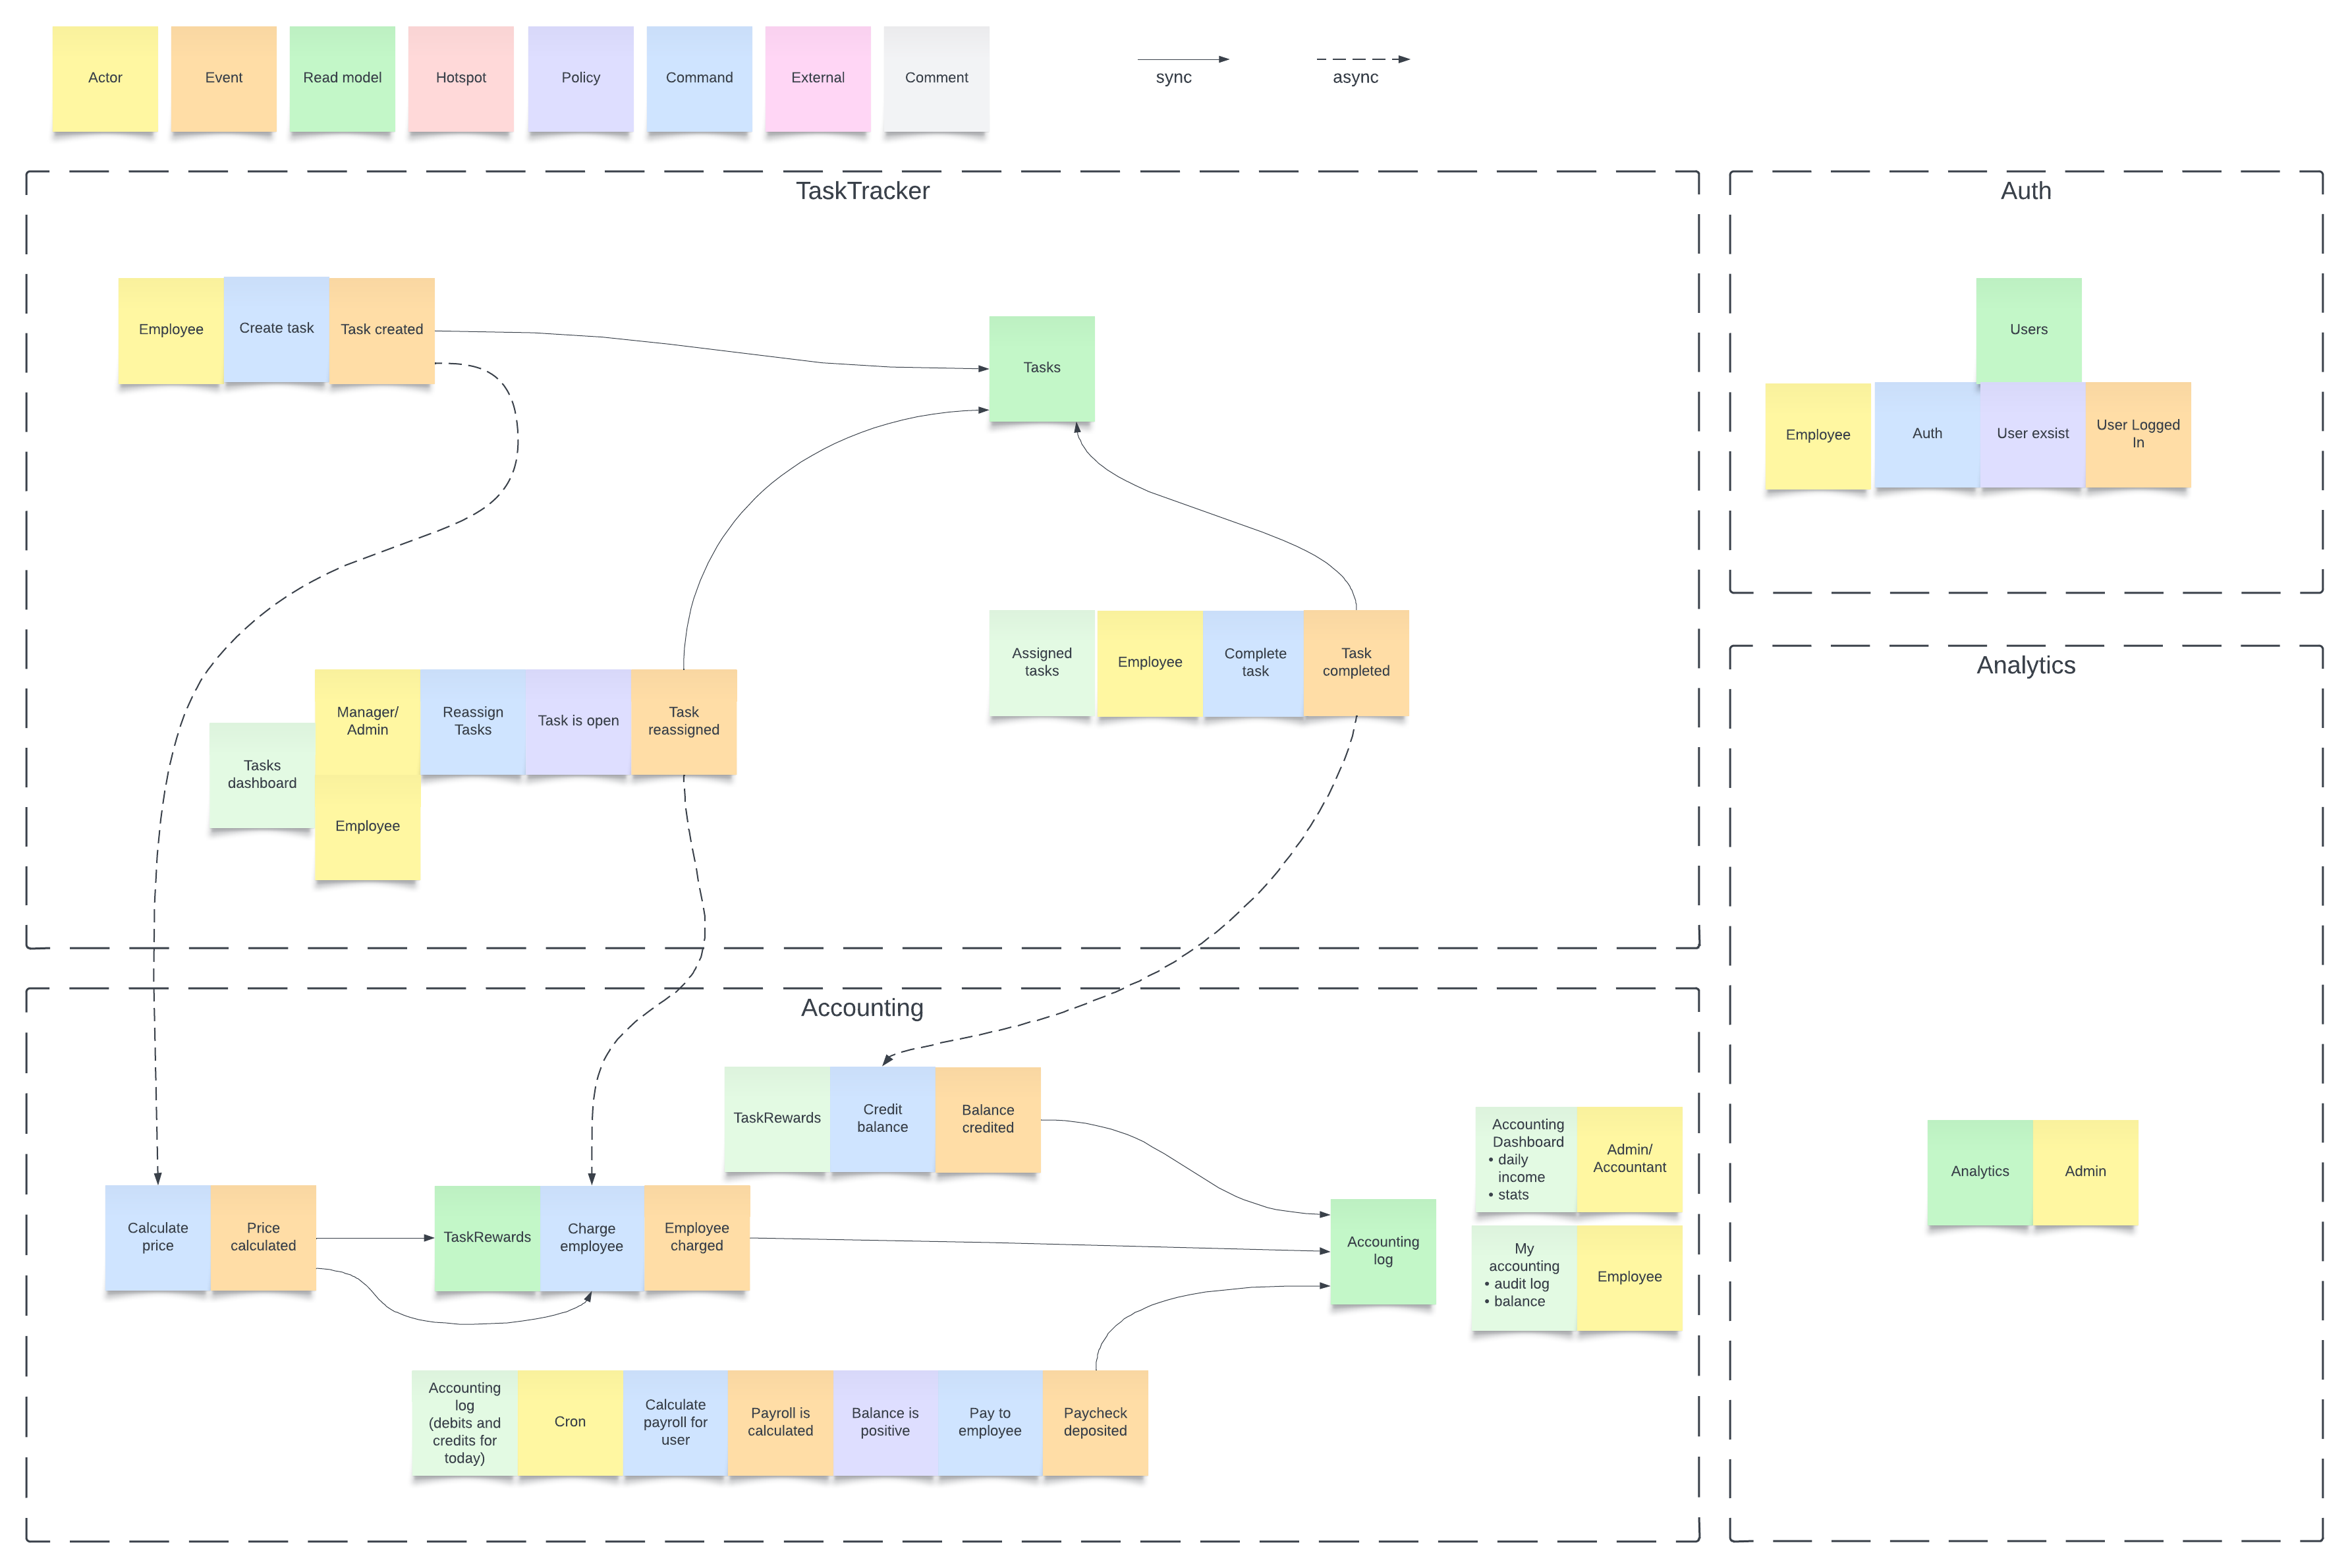 Actor
Event
Read model
Hotspot
Policy
Command
External
Comment
sync
async
TaskTracker
Employee
Create task
Task created
Tasks
Assigned
tasks
Employee
Complete
task
Task
completed
Manager/
Admin
Reassign
Tasks
Task is open
Task
reassigned
Tasks
dashboard
Employee
Auth
Users
Employee
Auth
User exsist
User Logged
In
Analytics
Analytics
Admin
Accounting
TaskRewards
Credit
balance
Balance
credited
Calculate
price
Price
calculated
TaskRewards
Charge
employee
Employee
charged
Accounting
log
Accounting
Dashboard
• daily
income
• stats
Admin/
Accountant
My
accounting
• audit log
• balance
Employee
Accounting
log
(debits and
credits for
today)
Cron
Calculate
payroll for
user
Payroll is
calculated
Balance is
positive
Pay to
employee
Paycheck
deposited